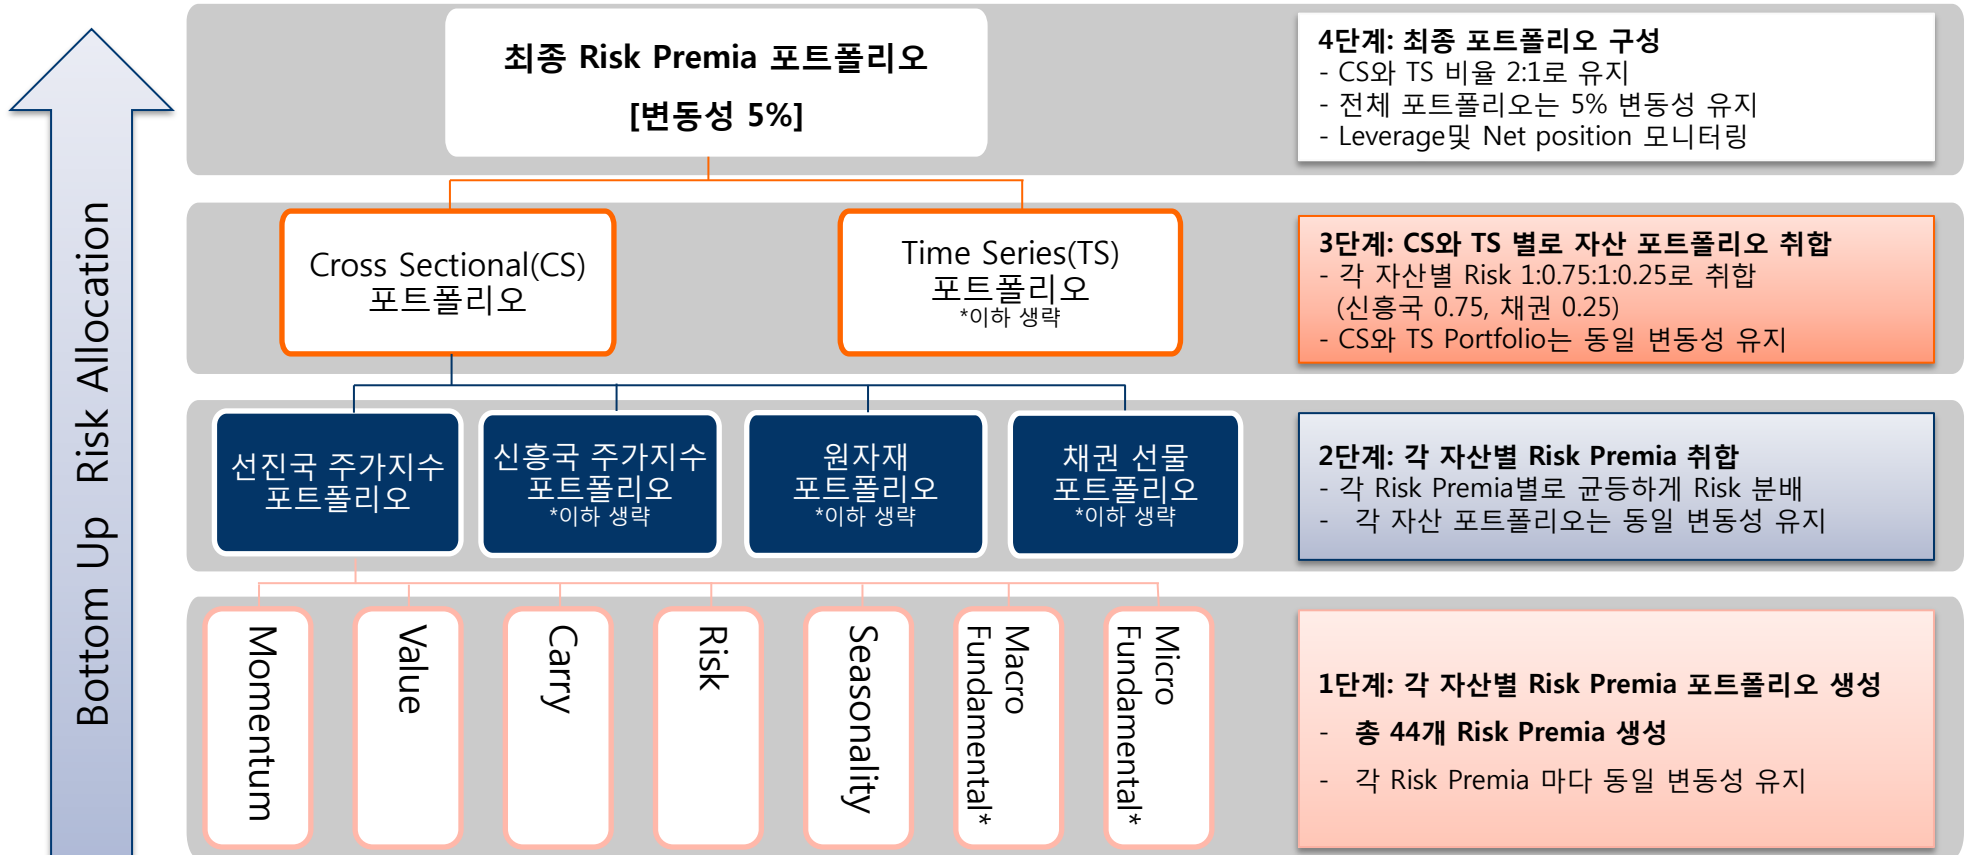 Bottom Up Risk Allocation
최종 Risk Premia 포트폴리오
[변동성 5%]
4단계: 최종 포트폴리오 구성
- CS와 TS 비율 2:1로 유지
- 전체 포트폴리오는 5% 변동성 유지
- Leverage및 Net position 모니터링
Cross Sectional(CS)
포트폴리오
Time Series(TS)
포트폴리오
*이하 생략
3단계: CS와 TS 별로 자산 포트폴리오 취합
- 각 자산별 Risk 1:0.75:1:0.25로 취합
(신흥국 0.75, 채권 0.25)
- CS와 TS Portfolio는 동일 변동성 유지
선진국 주가지수
포트폴리오
신흥국 주가지수
포트폴리오
*이하 생략
원자재
포트폴리오
*이하 생략
채권 선물
포트폴리오
*이하 생략
2단계: 각 자산별 Risk Premia 취합
- 각 Risk Premia별로 균등하게 Risk 분배
- 각 자산 포트폴리오는 동일 변동성 유지
Momentum
Value
Carry
Risk
Seasonality
Macro
Fundamental*
Micro
Fundamental*
1단계: 각 자산별 Risk Premia 포트폴리오 생성
- 총 44개 Risk Premia 생성
- 각 Risk Premia 마다 동일 변동성 유지